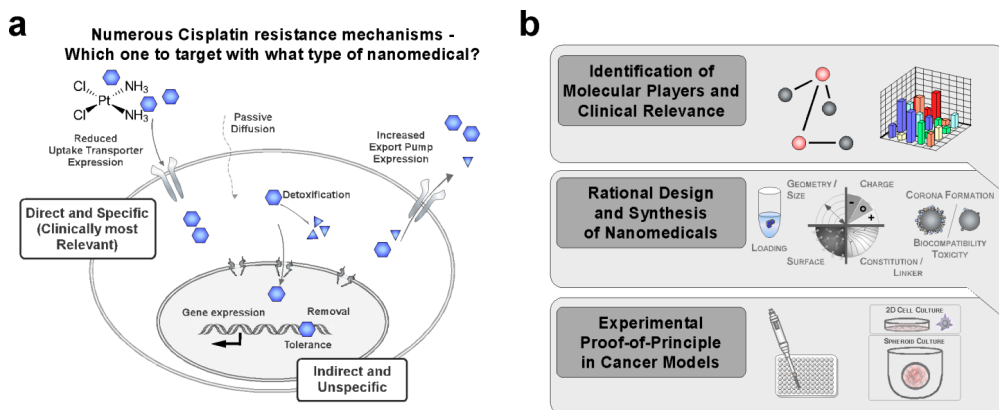 a
Numerous Cisplatin resistance mechanisms -
Which one to target with what type of nanomedical?
Cl
NH3
Pt
Cl
NH3
Reduced
Uptake Transporter
Expression
Passive
Diffusion
Increased
Export Pump
Expression
Detoxification
Direct and Specific
(Clinically most
Relevant)
Gene expression
Removal
Tolerance
Indirect and
Unspecific
b
Identification of
Molecular Players and
Clinical Relevance
Rational Design
and Synthesis
of Nanomedicals
LOADING
GEOMETRY /
SIZE
CHARGE
-
o
+
SURFACE
CONSTITUTION /
LINKER
CORONA FORMATION
BIOCOMPATIBILITY
TOXICITY
Experimental
Proof-of-Principle
in Cancer Models
2D CELL CULTURE
SPHEROID CULTURE